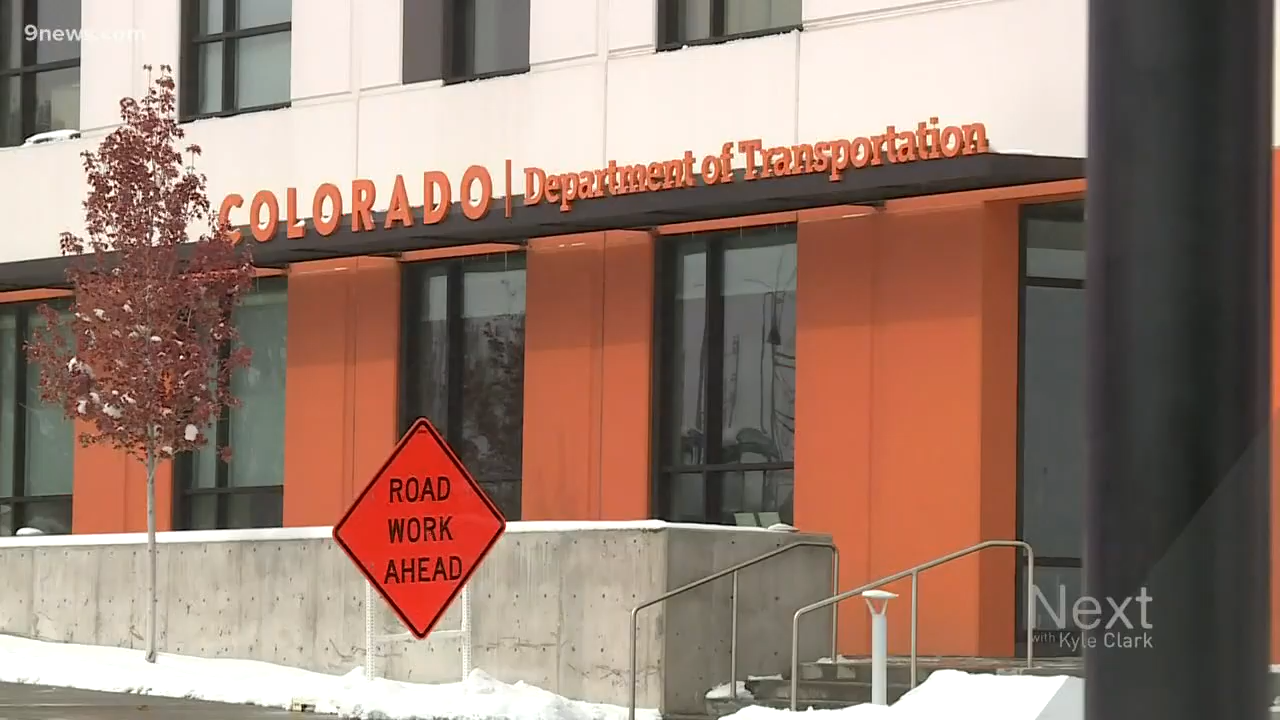 9news.com
COLORADO | Department of Transportation
ROAD
WORK
AHEAD
Next
with Kyle Clark